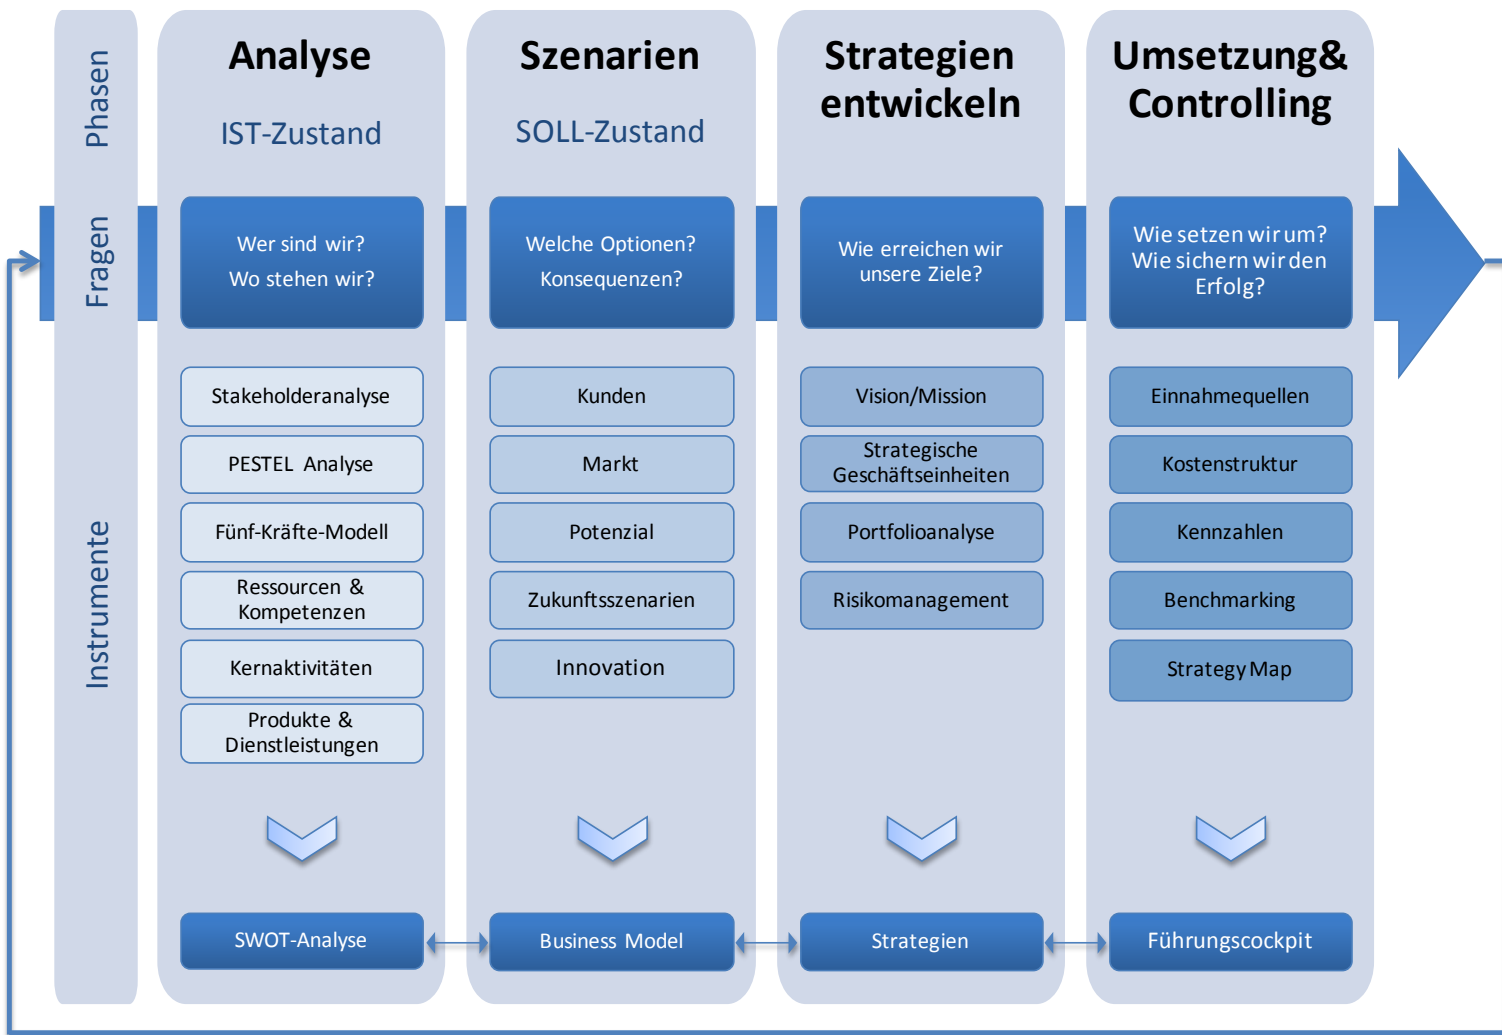 Phasen
Analyse
IST-Zustand
Szenarien
SOLL-Zustand
Strategien
entwickeln
Umsetzung&
Controlling
Fragen
Wer sind wir?
Wo stehen wir?
Welche Optionen?
Konsequenzen?
Wie erreichen wir
unsere Ziele?
Wie setzen wir um?
Wie sichern wir den
Erfolg?
Instrumente
Stakeholderanalyse
PESTEL Analyse
Fünf-Kräfte-Modell
Ressourcen &
Kompetenzen
Kernaktivitäten
Produkte &
Dienstleistungen
Kunden
Markt
Potenzial
Zukunftsszenarien
Innovation
Vision/Mission
Strategische
Geschäftseinheiten
Portfolioanalyse
Risikomanagement
Einnahmequellen
Kostenstruktur
Kennzahlen
Benchmarking
Strategy Map
SWOT-Analyse
Business Model
Strategien
Führungscockpit